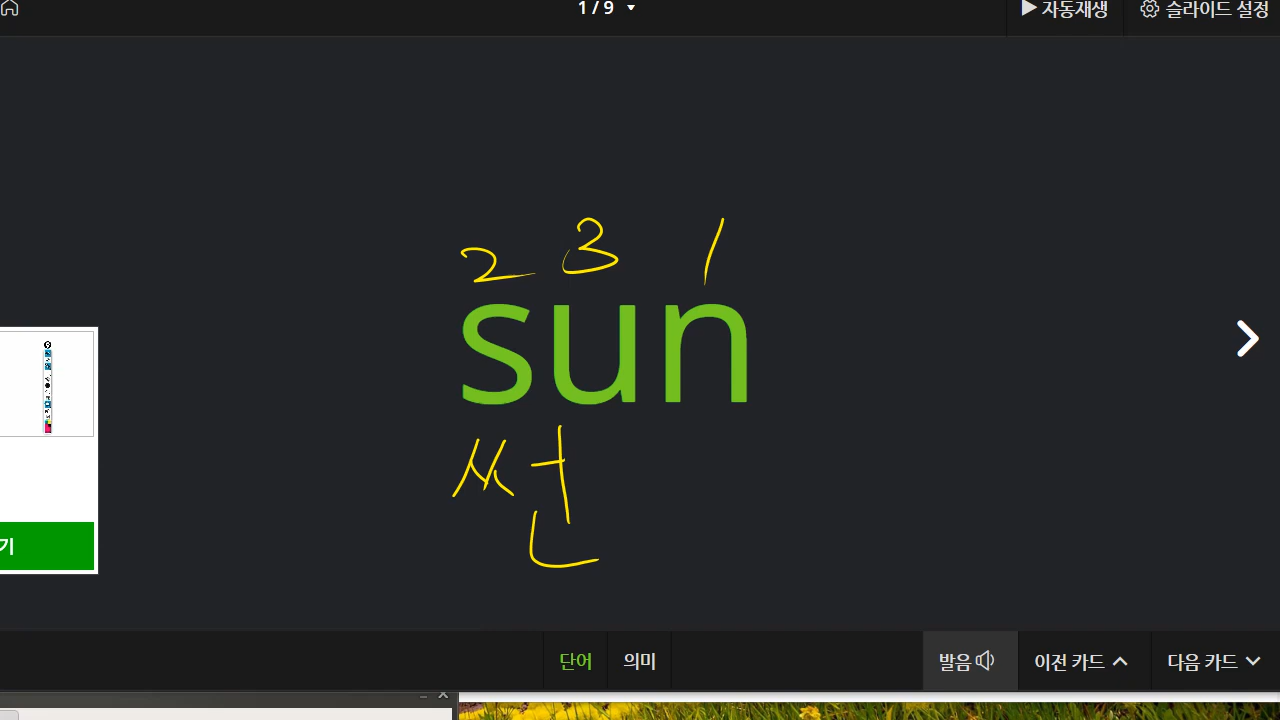 1 / 9
자동재생
슬라이드 설정
2 3 1
sun
썬
기
단어
의미
발음
이전 카드
다음 카드